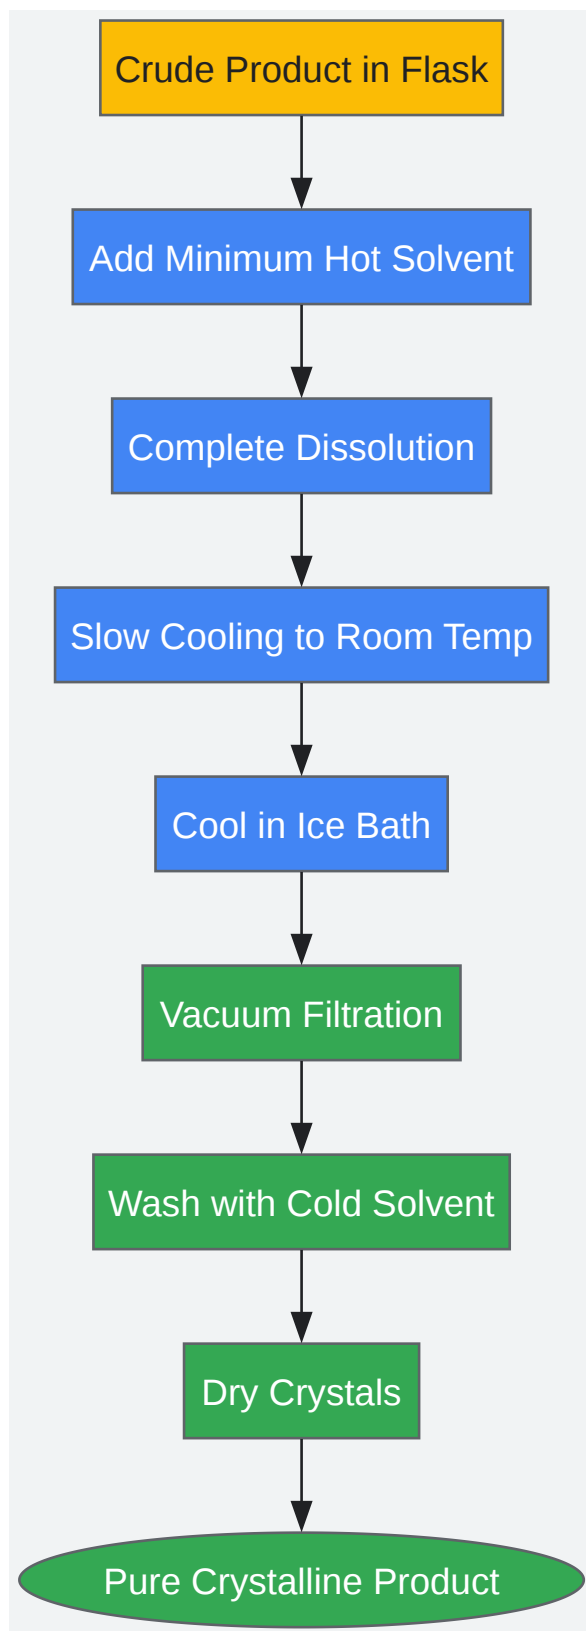 Crude Product in Flask
Add Minimum Hot Solvent
Complete Dissolution
Slow Cooling to Room Temp
Cool in Ice Bath
Vacuum Filtration
Wash with Cold Solvent
Dry Crystals
Pure Crystalline Product